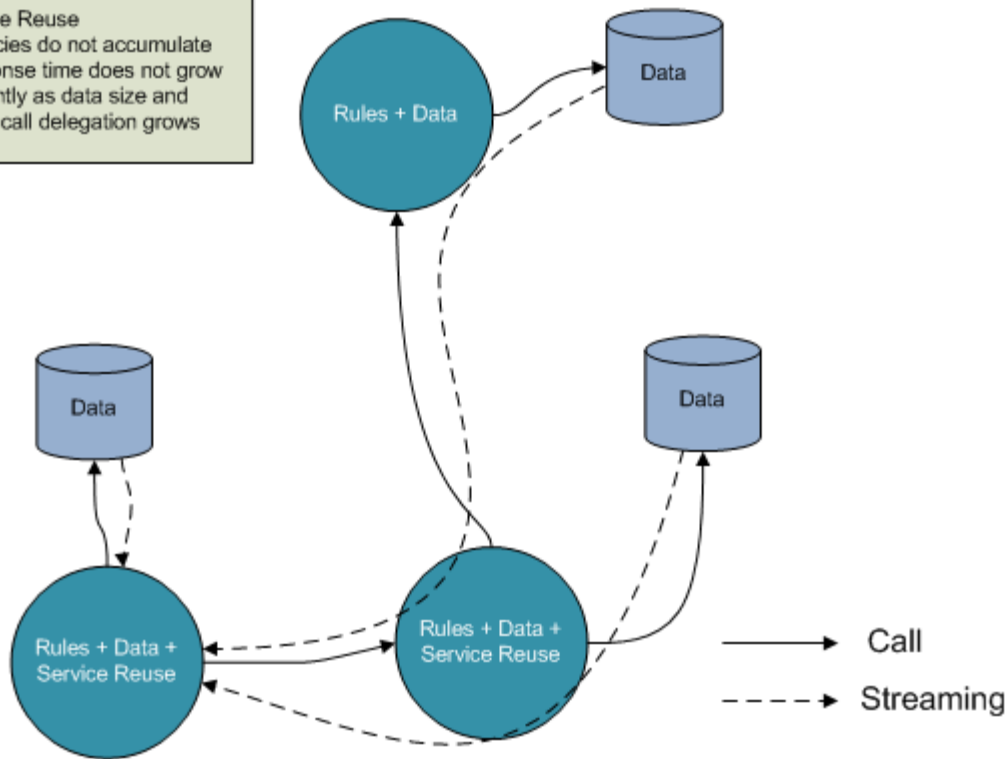 e Reuse
cies do not accumulate
onse time does not grow
ntly as data size and
call delegation grows
Rules + Data
Data
Data
Data
Rules + Data +
Service Reuse
Rules + Data +
Service Reuse
Call
Streaming